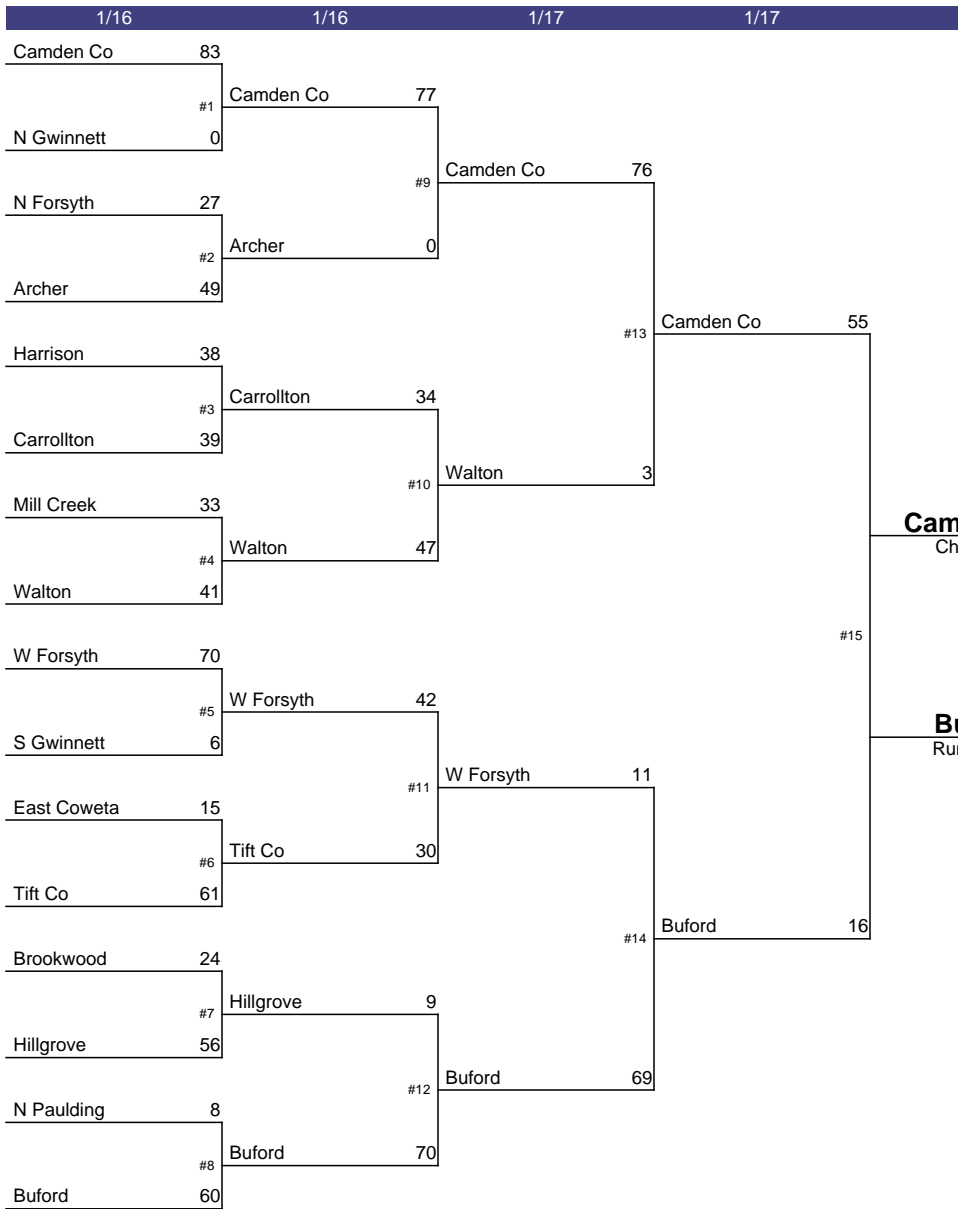 1/16 1/16 1/17 1/17
Camden Co 83
#1 Camden Co 77
N Gwinnett 0
#9 Camden Co 76
N Forsyth 27
#2 Archer 0
Archer 49
#13 Camden Co 55
Harrison 38
#3 Carrollton 34
Carrollton 39
#10 Walton 3
Mill Creek 33
Cam
#4 Walton 47
Ch
Walton 41
#15
W Forsyth 70
#5 W Forsyth 42
Bu
S Gwinnett 6
Run
#11 W Forsyth 11
East Coweta 15
#6 Tift Co 30
Tift Co 61
#14 Buford 16
Brookwood 24
#7 Hillgrove 9
Hillgrove 56
#12 Buford 69
N Paulding 8
#8 Buford 70
Buford 60